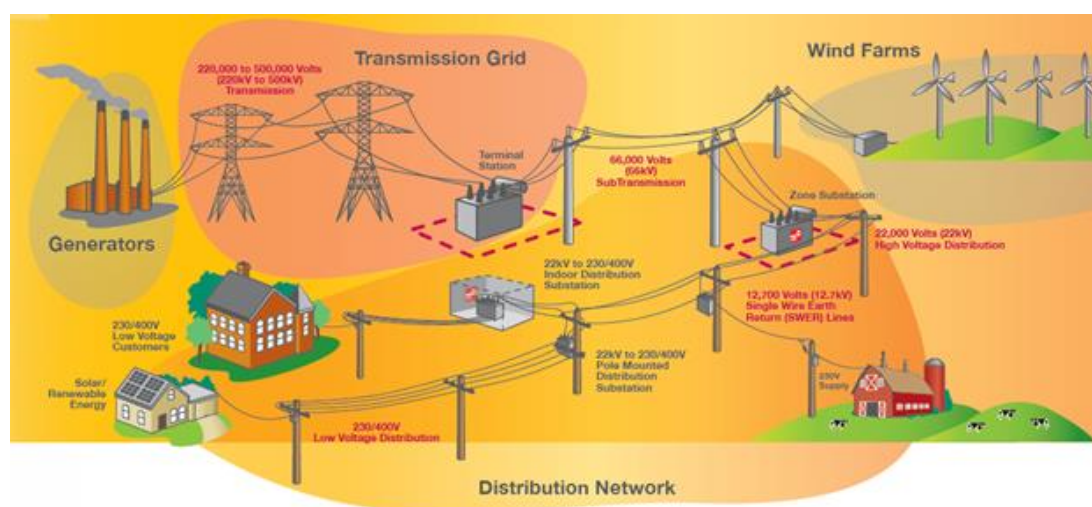 Transmission Grid
Wind Farms
220,000 to 500,000 Volts
(220kV to 500kV)
Transmission
Terminal
Station
66,000 Volts
(66kV)
SubTransmission
Zone Substation
Generators
22,000 Volts (22kV)
High Voltage Distribution
22kV to 230/400V
Indoor Distribution
Substation
12,700 Volts (12.7kV)
Single Wire Earth
Return (SWER) Lines
230/400V
Low Voltage
Customers
22kV to 230/400V
Pole Mounted
Distribution
Substation
230V
Supply
Solar/
Renewable
Energy
230/400V
Low Voltage Distribution
Distribution Network